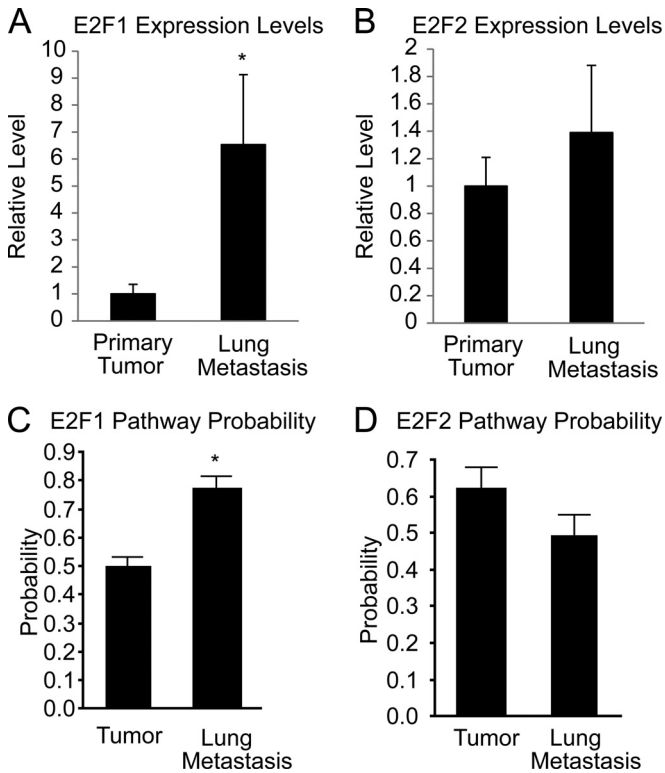 A E2F1 Expression Levels
Relative Level
10
9
8
7
6
5
4
3
2
1
0
*
Primary
Tumor
Lung
Metastasis
B E2F2 Expression Levels
Relative Level
2
1.8
1.6
1.4
1.2
1
0.8
0.6
0.4
0.2
0
Primary
Tumor
Lung
Metastasis
C E2F1 Pathway Probability
Probability
0.9
0.8
0.7
0.6
0.5
0.4
0.3
0.2
0.1
0.0
*
Tumor
Lung
Metastasis
D E2F2 Pathway Probability
Probability
0.7
0.6
0.5
0.4
0.3
0.2
0.1
0.0
Tumor
Lung
Metastasis